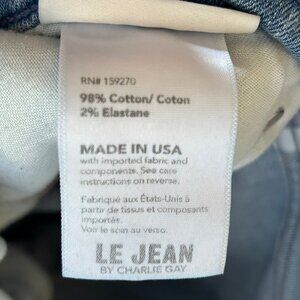 RN# 159270
98% Cotton/ Coton
2% Elastane
MADE IN USA
with imported fabric and
components. See care
instructions on reverse.
Fabriqué aux États-Unis à
partir de tissus et composants
importés.
Voir le soin au verso.
LE JEAN
BY CHARLIE GAY